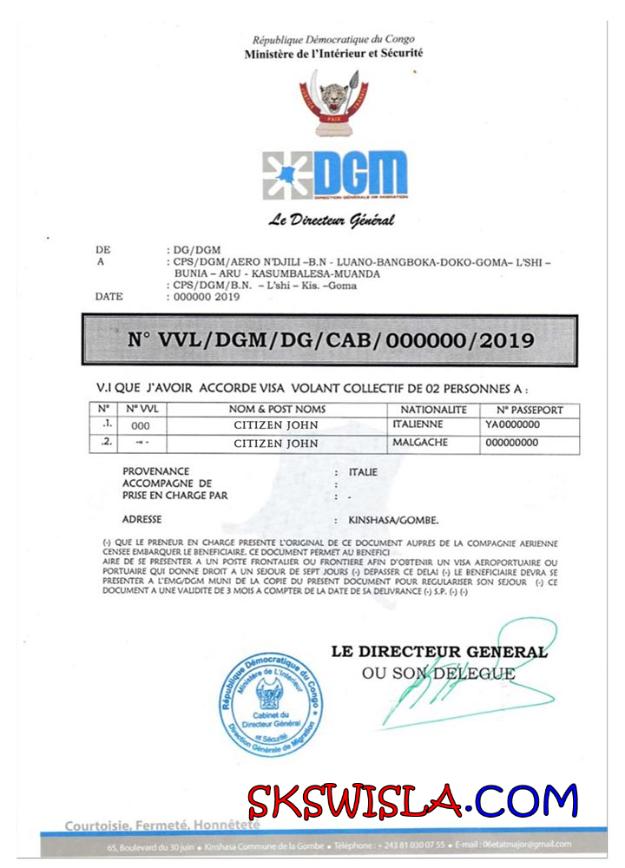 République Démocratique du Congo
Ministère de l'Intérieur et Sécurité
JUSTICE PAIX TRAVAIL
DGM
DIRECTION GÉNÉRALE DE MIGRATION
Le Directeur Général
DE : DG/DGM
A : CPS/DGM/AERO N'DJILI –B.N - LUANO-BANGBOKA-DOKO-GOMA– L'SHI –
BUNIA – ARU - KASUMBALESA-MUANDA
: CPS/DGM/B.N. – L'shi – Kis. –Goma
DATE : 000000 2019
N° VVL/DGM/DG/CAB/000000/2019
V.I QUE J'AVOIR ACCORDE VISA VOLANT COLLECTIF DE 02 PERSONNES A :
N° N° VVL NOM & POST NOMS NATIONALITE N° PASSEPORT
.1. 000 CITIZEN JOHN ITALIENNE YA0000000
.2. -« - CITIZEN JOHN MALGACHE 000000000
PROVENANCE : ITALIE
ACCOMPAGNE DE :
PRISE EN CHARGE PAR : -
ADRESSE : KINSHASA/GOMBE.
(-) QUE LE PRENEUR EN CHARGE PRESENTE L'ORIGINAL DE CE DOCUMENT AUPRES DE LA COMPAGNIE AERIENNE
CENSEE EMBARQUER LE BENEFICIAIRE. CE DOCUMENT PERMET AU BENEFICI
AIRE DE SE PRESENTER A UN POSTE FRONTALIER OU FRONTIERE AFIN D'OBTENIR UN VISA AEROPORTUAIRE OU
PORTUAIRE QUI DONNE DROIT A UN SEJOUR DE SEPT JOURS (-) DEPASSER CE DELAI (-) LE BENEFICIAIRE DEVRA SE
PRESENTER A L'EMG/DGM MUNI DE LA COPIE DU PRESENT DOCUMENT POUR REGULARISER SON SEJOUR (-) CE
DOCUMENT A UNE VALIDITE DE 3 MOIS A COMPTER DE LA DATE DE SA DELIVRANCE (-) S.P. (-) (-)
LE DIRECTEUR GENERAL
OU SON DELEGUE
République Démocratique du Congo
Ministère de L'Intérieur
Cabinet du
Directeur Général
et Sécurité
Direction Générale de Migration
SKSWISLA.COM
Courtoisie, Fermeté, Honnêteté
65, Boulevard du 30 juin • Kinshasa Commune de la Gombe • Téléphone : + 243 81 030 07 55 • E-mail : 06etatmajor@gmail.com